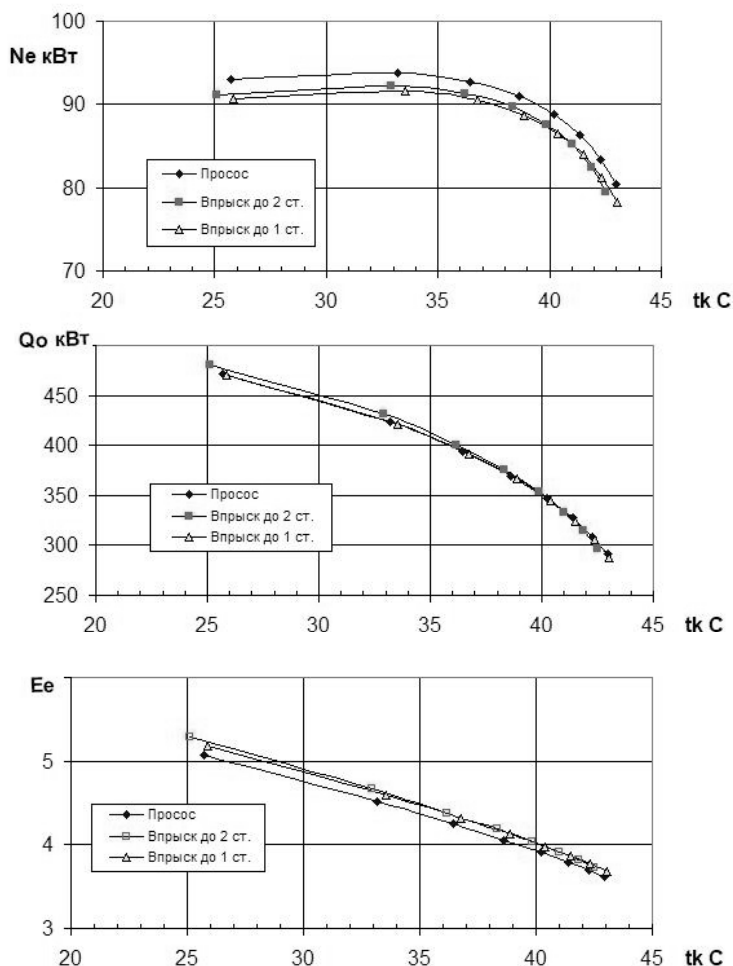 100
Ne кВт
90
80
70
Просос
Впрыск до 2 ст.
Впрыск до 1 ст.
20 25 30 35 40 45 tk C
Qo кВт
450
400
350
300
250
Просос
Впрыск до 2 ст.
Впрыск до 1 ст.
20 25 30 35 40 45 tk C
Ee
5
4
3
Просос
Впрыск до 2 ст.
Впрыск до 1 ст.
20 25 30 35 40 45 tk C